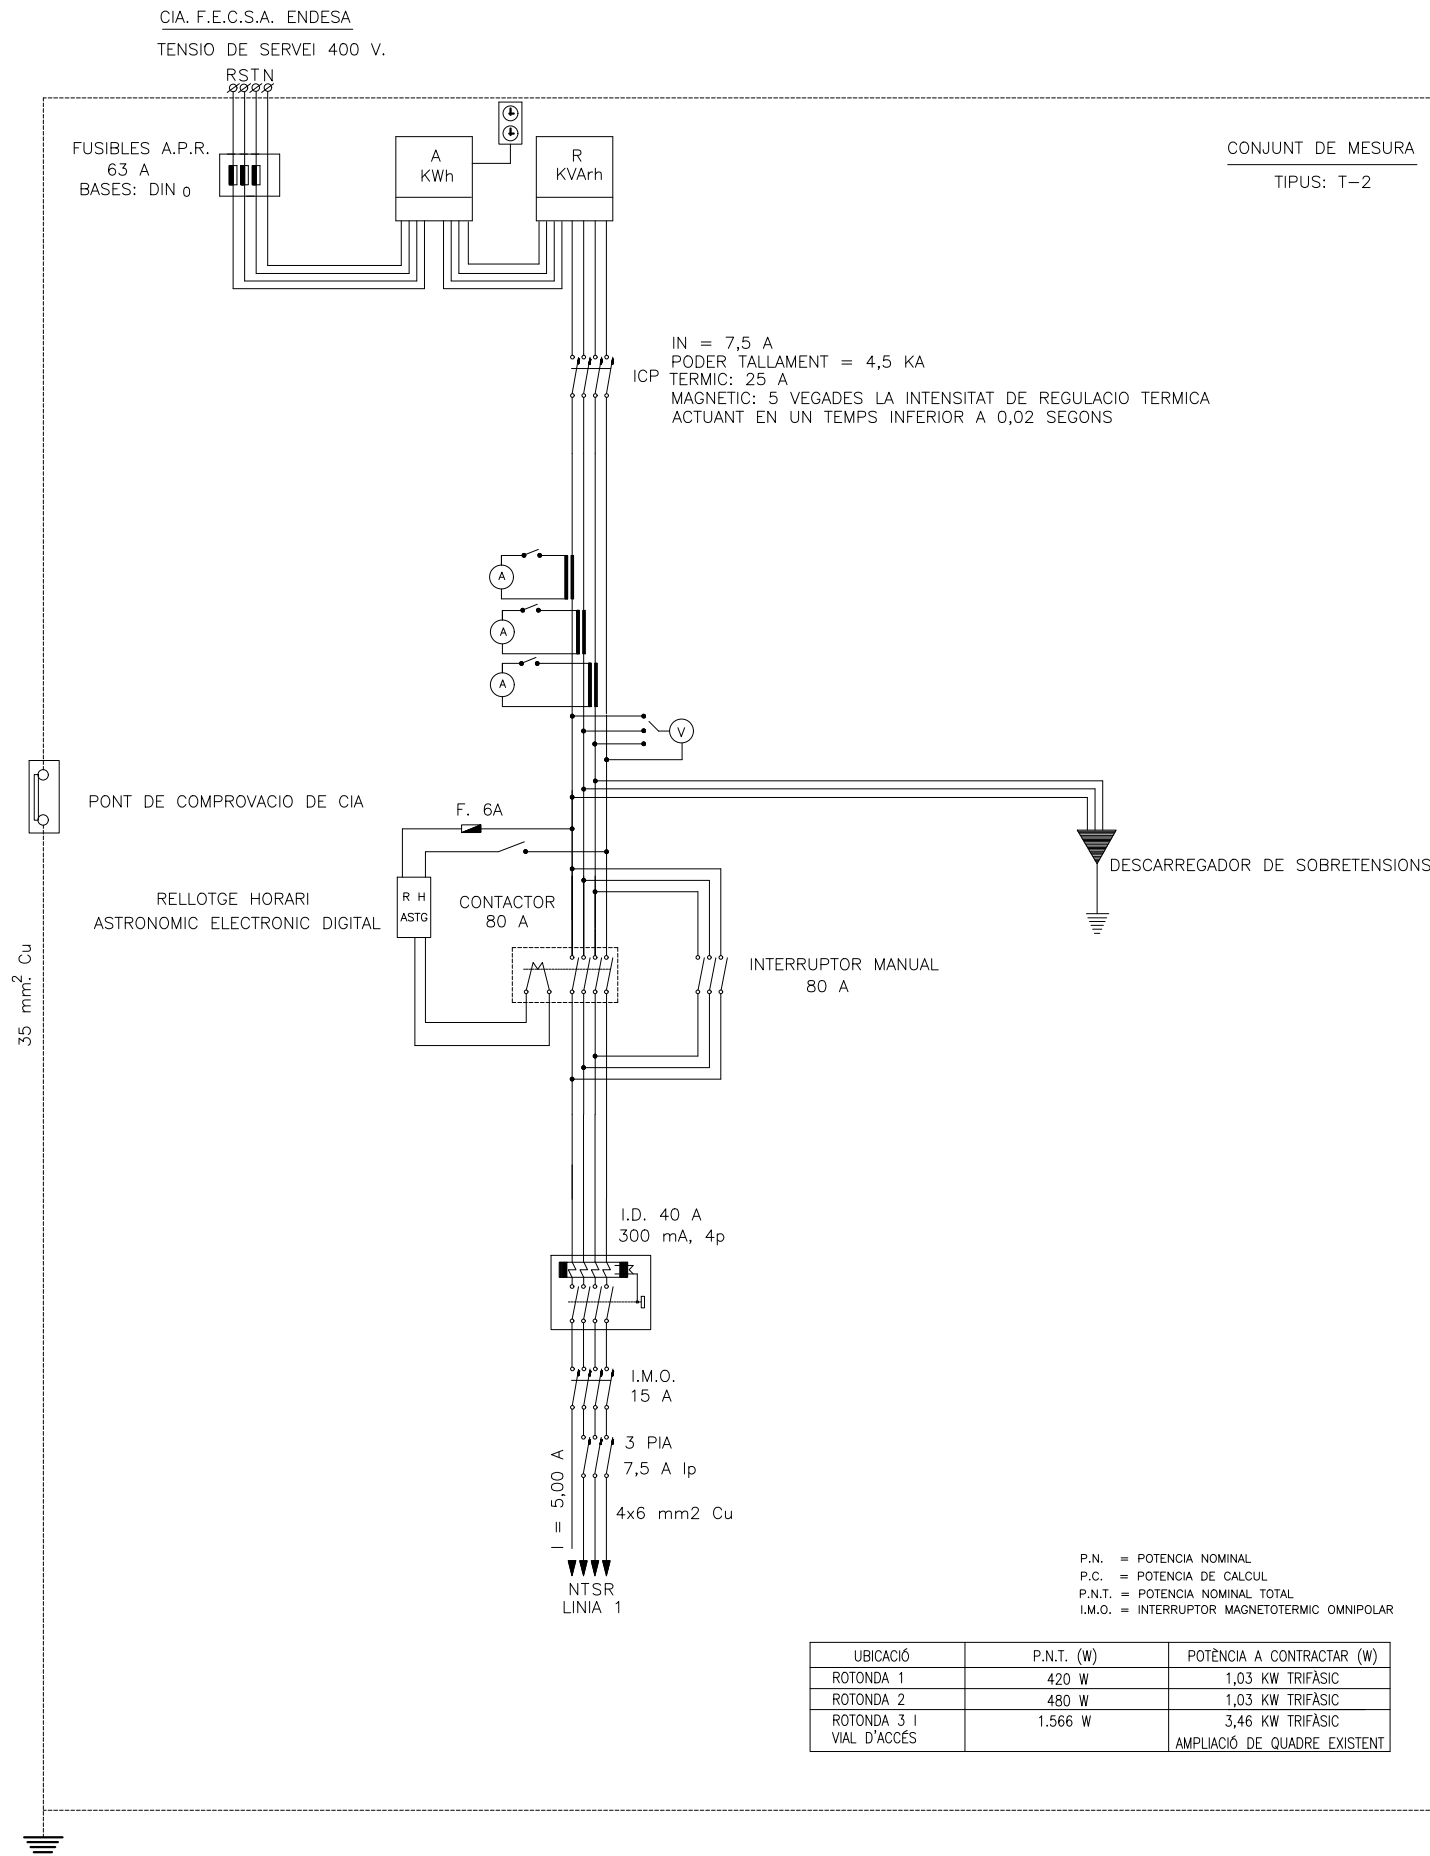 CIA. F.E.C.S.A. ENDESA
TENSIO DE SERVEI 400 V.
RSTN
FUSIBLES A.P.R.
63 A
BASES: DIN 0
A
KWh
R
KVArh
CONJUNT DE MESURA
TIPUS: T-2
ICP
IN = 7,5 A
PODER TALLAMENT = 4,5 KA
TERMIC: 25 A
MAGNETIC: 5 VEGADES LA INTENSITAT DE REGULACIO TERMICA
ACTUANT EN UN TEMPS INFERIOR A 0,02 SEGONS
A
A
A
V
PONT DE COMPROVACIO DE CIA
F. 6A
DESCARREGADOR DE SOBRETENSIONS
RELLOTGE HORARI
ASTRONOMIC ELECTRONIC DIGITAL
R H
ASTG
CONTACTOR
80 A
INTERRUPTOR MANUAL
80 A
35 mm² Cu
I.D. 40 A
300 mA, 4p
I.M.O.
15 A
3 PIA
7,5 A Ip
I = 5,00 A
4x6 mm2 Cu
NTSR
LINIA 1
P.N. = POTENCIA NOMINAL
P.C. = POTENCIA DE CALCUL
P.N.T. = POTENCIA NOMINAL TOTAL
I.M.O. = INTERRUPTOR MAGNETOTERMIC OMNIPOLAR
UBICACIÓ P.N.T. (W) POTÈNCIA A CONTRACTAR (W)
ROTONDA 1 420 W 1,03 KW TRIFÀSIC
ROTONDA 2 480 W 1,03 KW TRIFÀSIC
ROTONDA 3 I 1.566 W 3,46 KW TRIFÀSIC
VIAL D'ACCÉS AMPLIACIÓ DE QUADRE EXISTENT